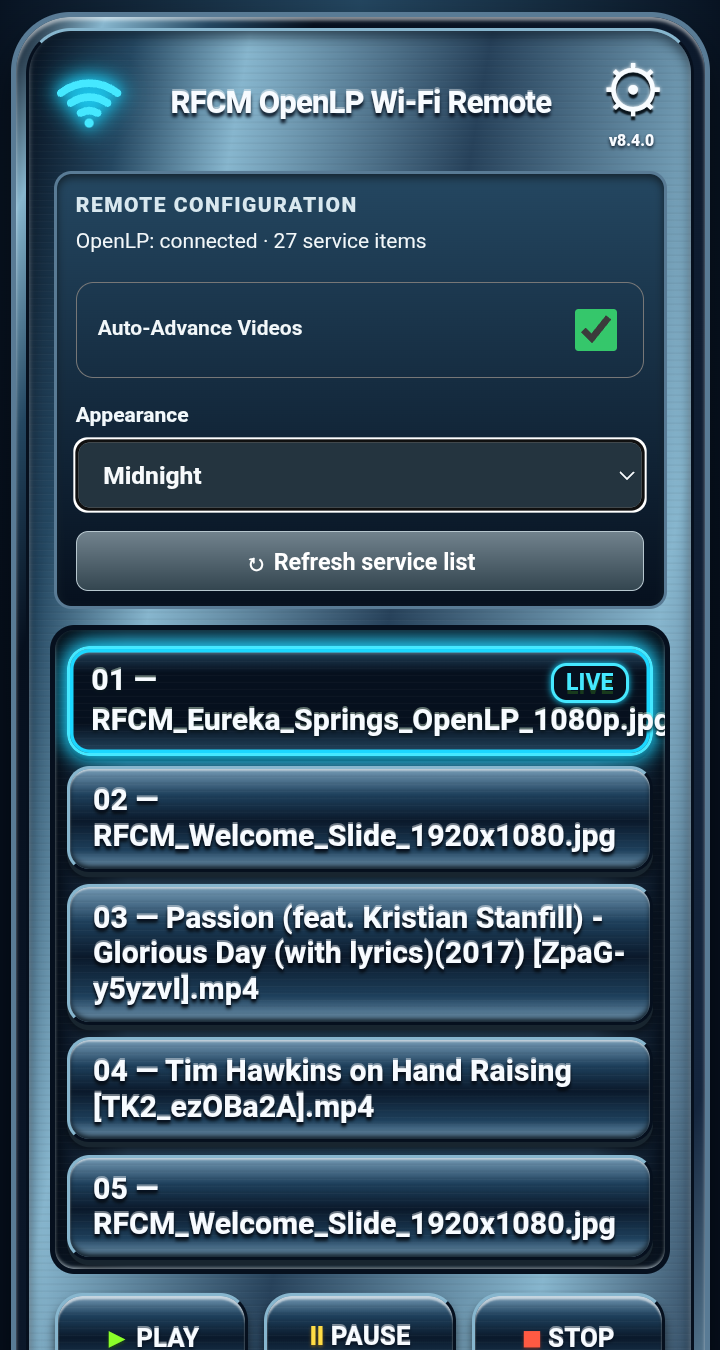 RFCM OpenLP Wi-Fi Remote
v8.4.0
REMOTE CONFIGURATION
OpenLP: connected · 27 service items
Auto-Advance Videos
Appearance
Midnight
↻ Refresh service list
01 —
LIVE
RFCM_Eureka_Springs_OpenLP_1080p.jpg
02 —
RFCM_Welcome_Slide_1920x1080.jpg
03 — Passion (feat. Kristian Stanfill) -
Glorious Day (with lyrics)(2017) [ZpaG-
y5yzvI].mp4
04 — Tim Hawkins on Hand Raising
[TK2_ezOBa2A].mp4
05 —
RFCM_Welcome_Slide_1920x1080.jpg
PLAY
PAUSE
STOP